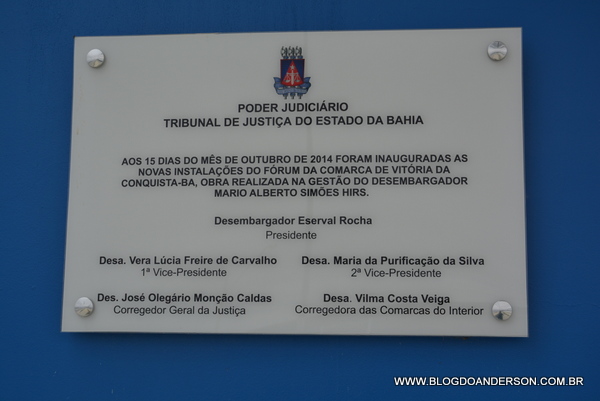 PODER JUDICIÁRIO
TRIBUNAL DE JUSTIÇA DO ESTADO DA BAHIA
AOS 15 DIAS DO MÊS DE OUTUBRO DE 2014 FORAM INAUGURADAS AS
NOVAS INSTALAÇÕES DO FÓRUM DA COMARCA DE VITÓRIA DA
CONQUISTA-BA, OBRA REALIZADA NA GESTÃO DO DESEMBARGADOR
MARIO ALBERTO SIMÕES HIRS.
Desembargador Eserval Rocha
Presidente
Desa. Vera Lúcia Freire de Carvalho
1ª Vice-Presidente
Desa. Maria da Purificação da Silva
2ª Vice-Presidente
Des. José Olegário Monção Caldas
Corregedor Geral da Justiça
Desa. Vilma Costa Veiga
Corregedora das Comarcas do Interior
WWW.BLOGDOANDERSON.COM.BR